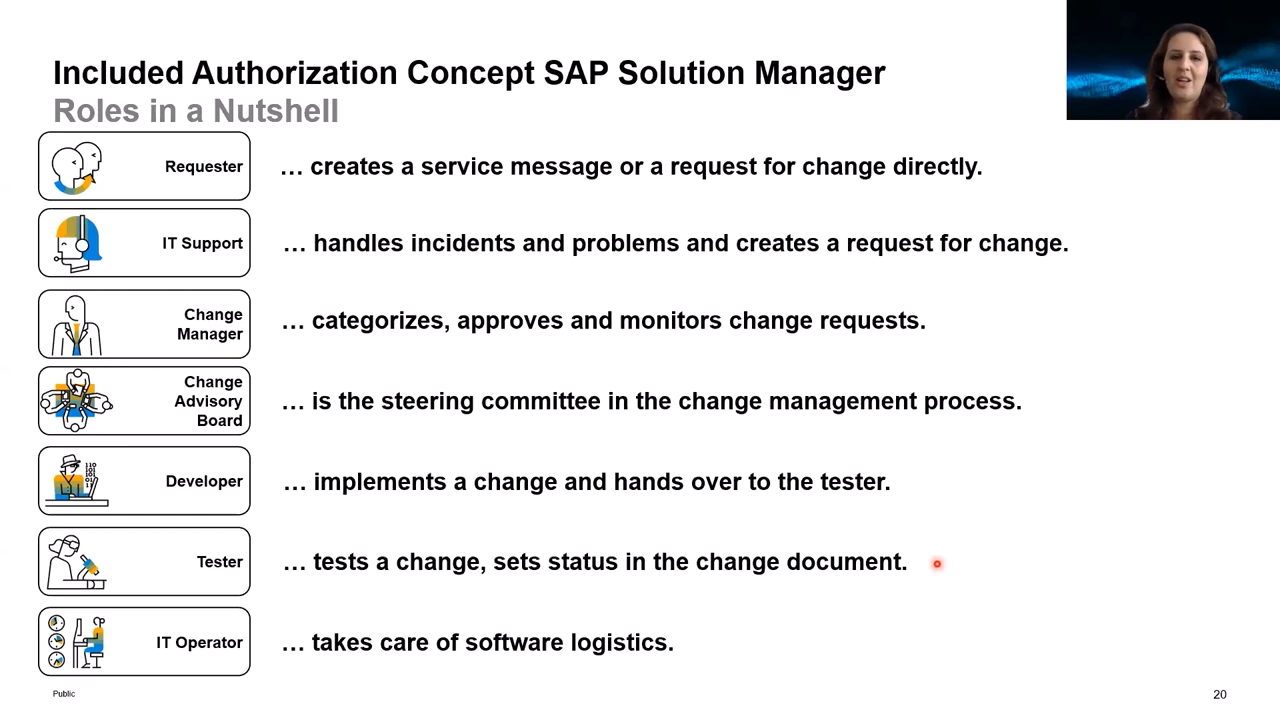 Included Authorization Concept SAP Solution Manager
Roles in a Nutshell
Requester
… creates a service message or a request for change directly.
IT Support
… handles incidents and problems and creates a request for change.
Change
Manager
… categorizes, approves and monitors change requests.
Change
Advisory
Board
… is the steering committee in the change management process.
Developer
… implements a change and hands over to the tester.
Tester
… tests a change, sets status in the change document.
IT Operator
… takes care of software logistics.
Public
20